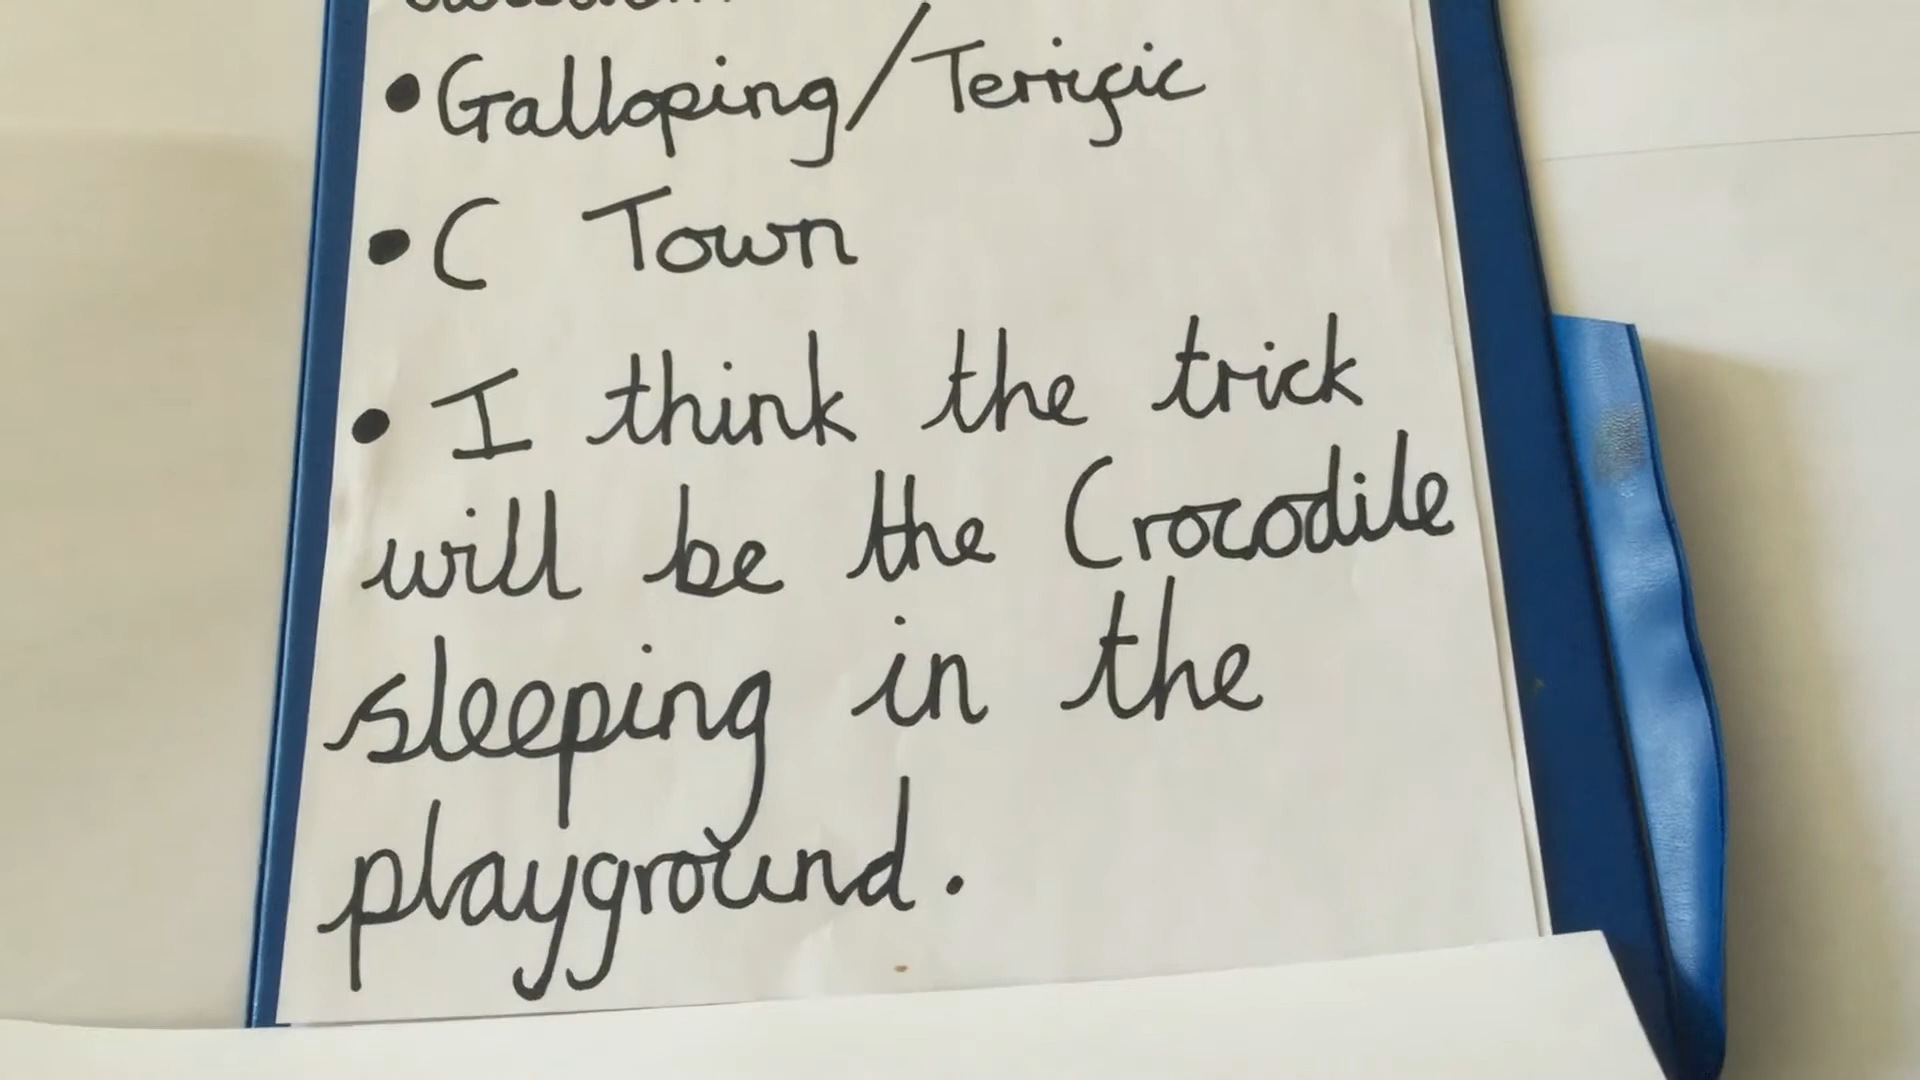 • Galloping/Terrific
• C Town
• I think the trick
will be the Crocodile
sleeping in the
playground.